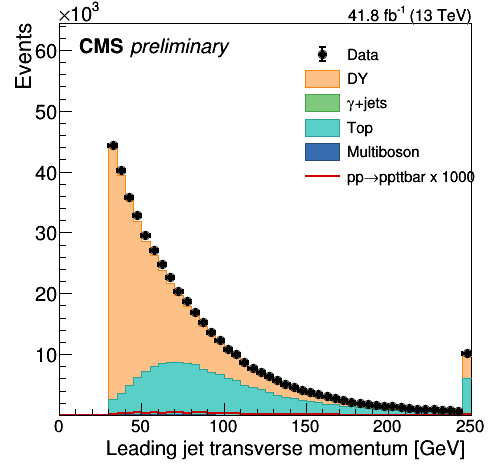 ×10³
41.8 fb⁻¹ (13 TeV)
CMS preliminary
Events
60
50
40
30
20
10
Data
DY
γ+jets
Top
Multiboson
pp→ppttbar x 1000
0 50 100 150 200 250
Leading jet transverse momentum [GeV]